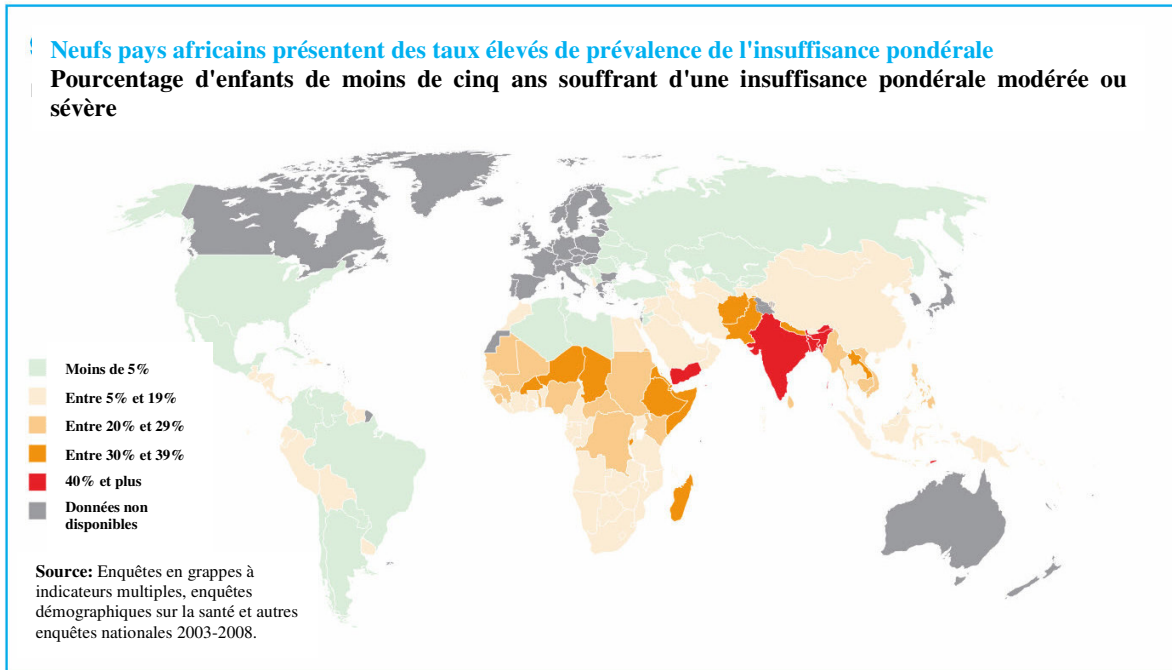 Neufs pays africains présentent des taux élevés de prévalence de l'insuffisance pondérale
Pourcentage d'enfants de moins de cinq ans souffrant d'une insuffisance pondérale modérée ou
sévère
Moins de 5%
Entre 5% et 19%
Entre 20% et 29%
Entre 30% et 39%
40% et plus
Données non
disponibles
Source: Enquêtes en grappes à
indicateurs multiples, enquêtes
démographiques sur la santé et autres
enquêtes nationales 2003-2008.